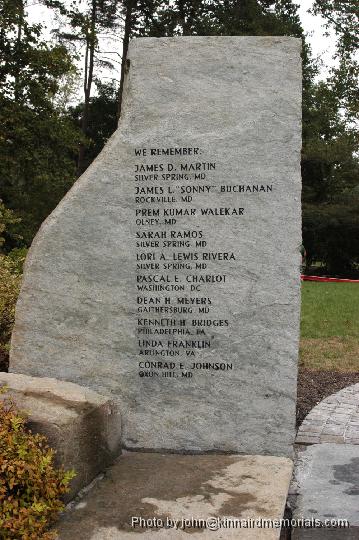 WE REMEMBER:
JAMES D. MARTIN
SILVER SPRING, MD
JAMES L. "SONNY" BUCHANAN
ROCKVILLE, MD
PREM KUMAR WALEKAR
OLNEY, MD
SARAH RAMOS
SILVER SPRING, MD
LORI A. LEWIS RIVERA
SILVER SPRING, MD
PASCAL E. CHARLOT
WASHINGTON, DC
DEAN H. MEYERS
GAITHERSBURG, MD
KENNETH H. BRIDGES
PHILADELPHIA, PA
LINDA FRANKLIN
ARLINGTON, VA
CONRAD E. JOHNSON
OXON HILL, MD
Photo by john@kinnairdmemorials.com